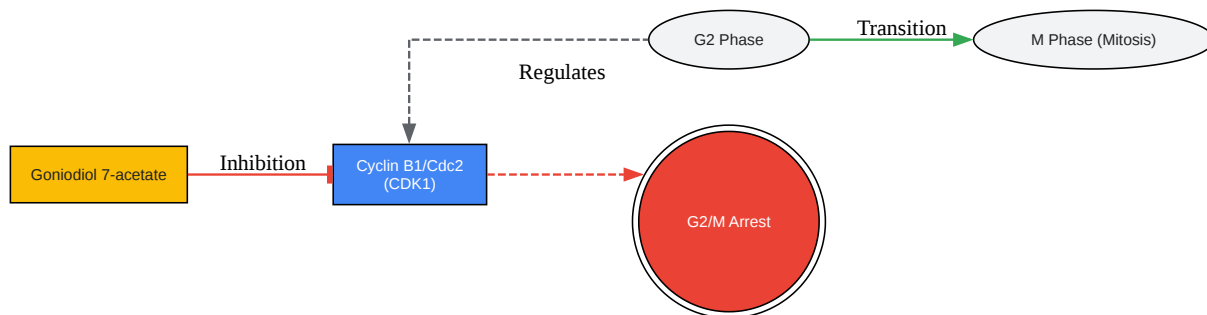 G2 Phase
Transition
M Phase (Mitosis)
Regulates
Goniodiol 7-acetate
Inhibition
Cyclin B1/Cdc2
(CDK1)
G2/M Arrest